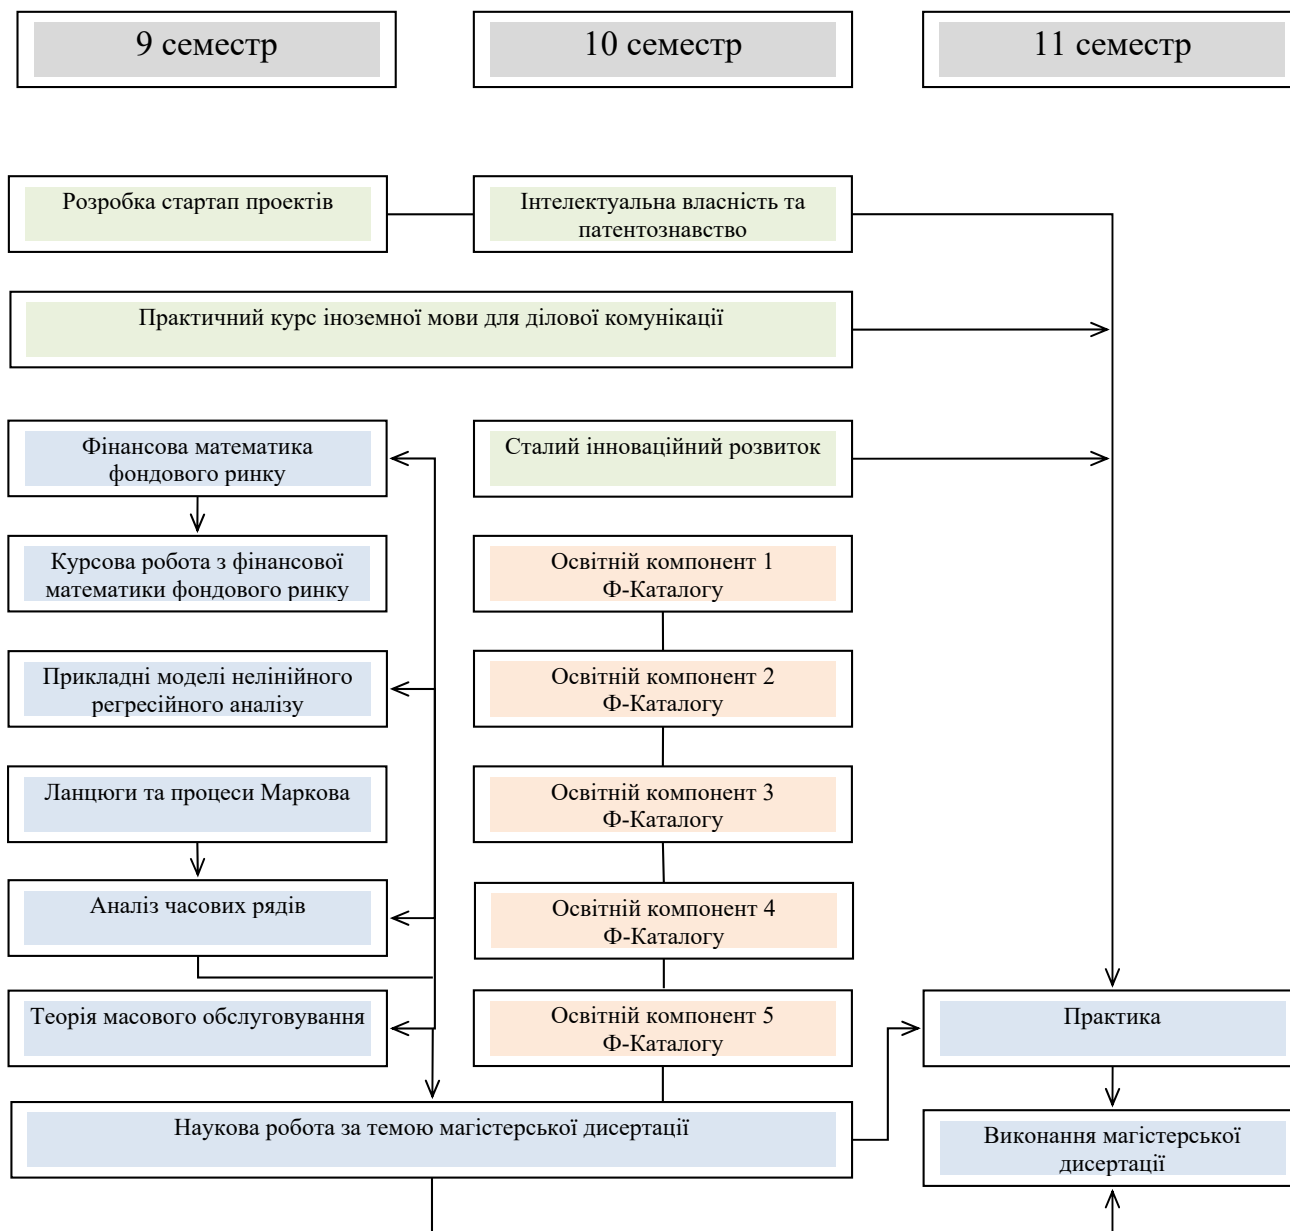 9 семестр
10 семестр
11 семестр
Розробка стартап проектів
Інтелектуальна власність та
патентознавство
Практичний курс іноземної мови для ділової комунікації
Фінансова математика
фондового ринку
Сталий інноваційний розвиток
Курсова робота з фінансової
математики фондового ринку
Освітній компонент 1
Ф-Каталогу
Прикладні моделі нелінійного
регресійного аналізу
Освітній компонент 2
Ф-Каталогу
Ланцюги та процеси Маркова
Освітній компонент 3
Ф-Каталогу
Аналіз часових рядів
Освітній компонент 4
Ф-Каталогу
Теорія масового обслуговування
Освітній компонент 5
Ф-Каталогу
Практика
Наукова робота за темою магістерської дисертації
Виконання магістерської
дисертації